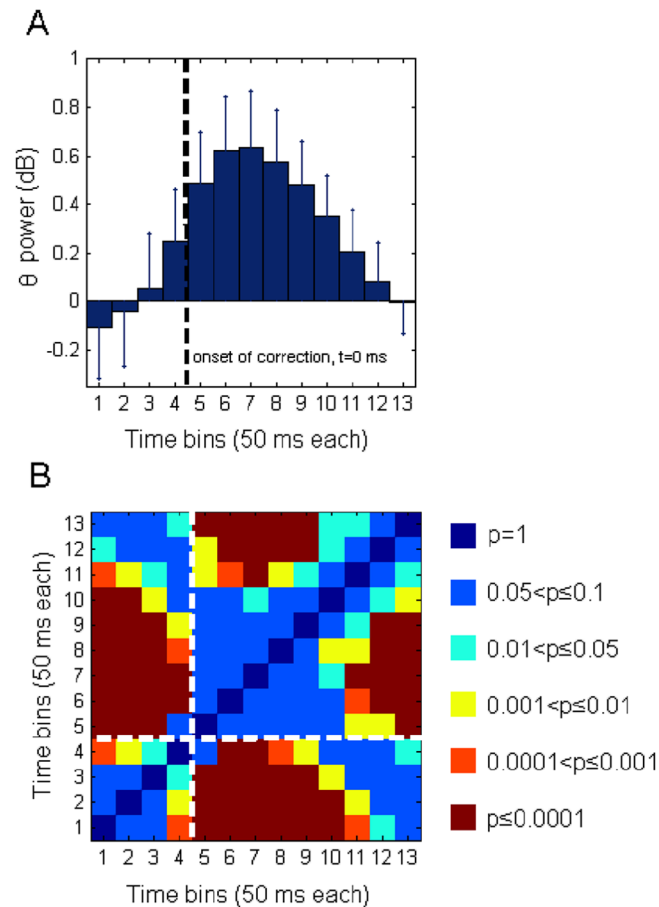 A
1
0.8
0.6
0.4
0.2
0
-0.2
θ power (dB)
onset of correction, t=0 ms
1 2 3 4 5 6 7 8 9 10 11 12 13
Time bins (50 ms each)
B
13
12
11
10
9
8
7
6
5
4
3
2
1
Time bins (50 ms each)
1 2 3 4 5 6 7 8 9 10 11 12 13
Time bins (50 ms each)
p=1
0.05<p≤0.1
0.01<p≤0.05
0.001<p≤0.01
0.0001<p≤0.001
p≤0.0001